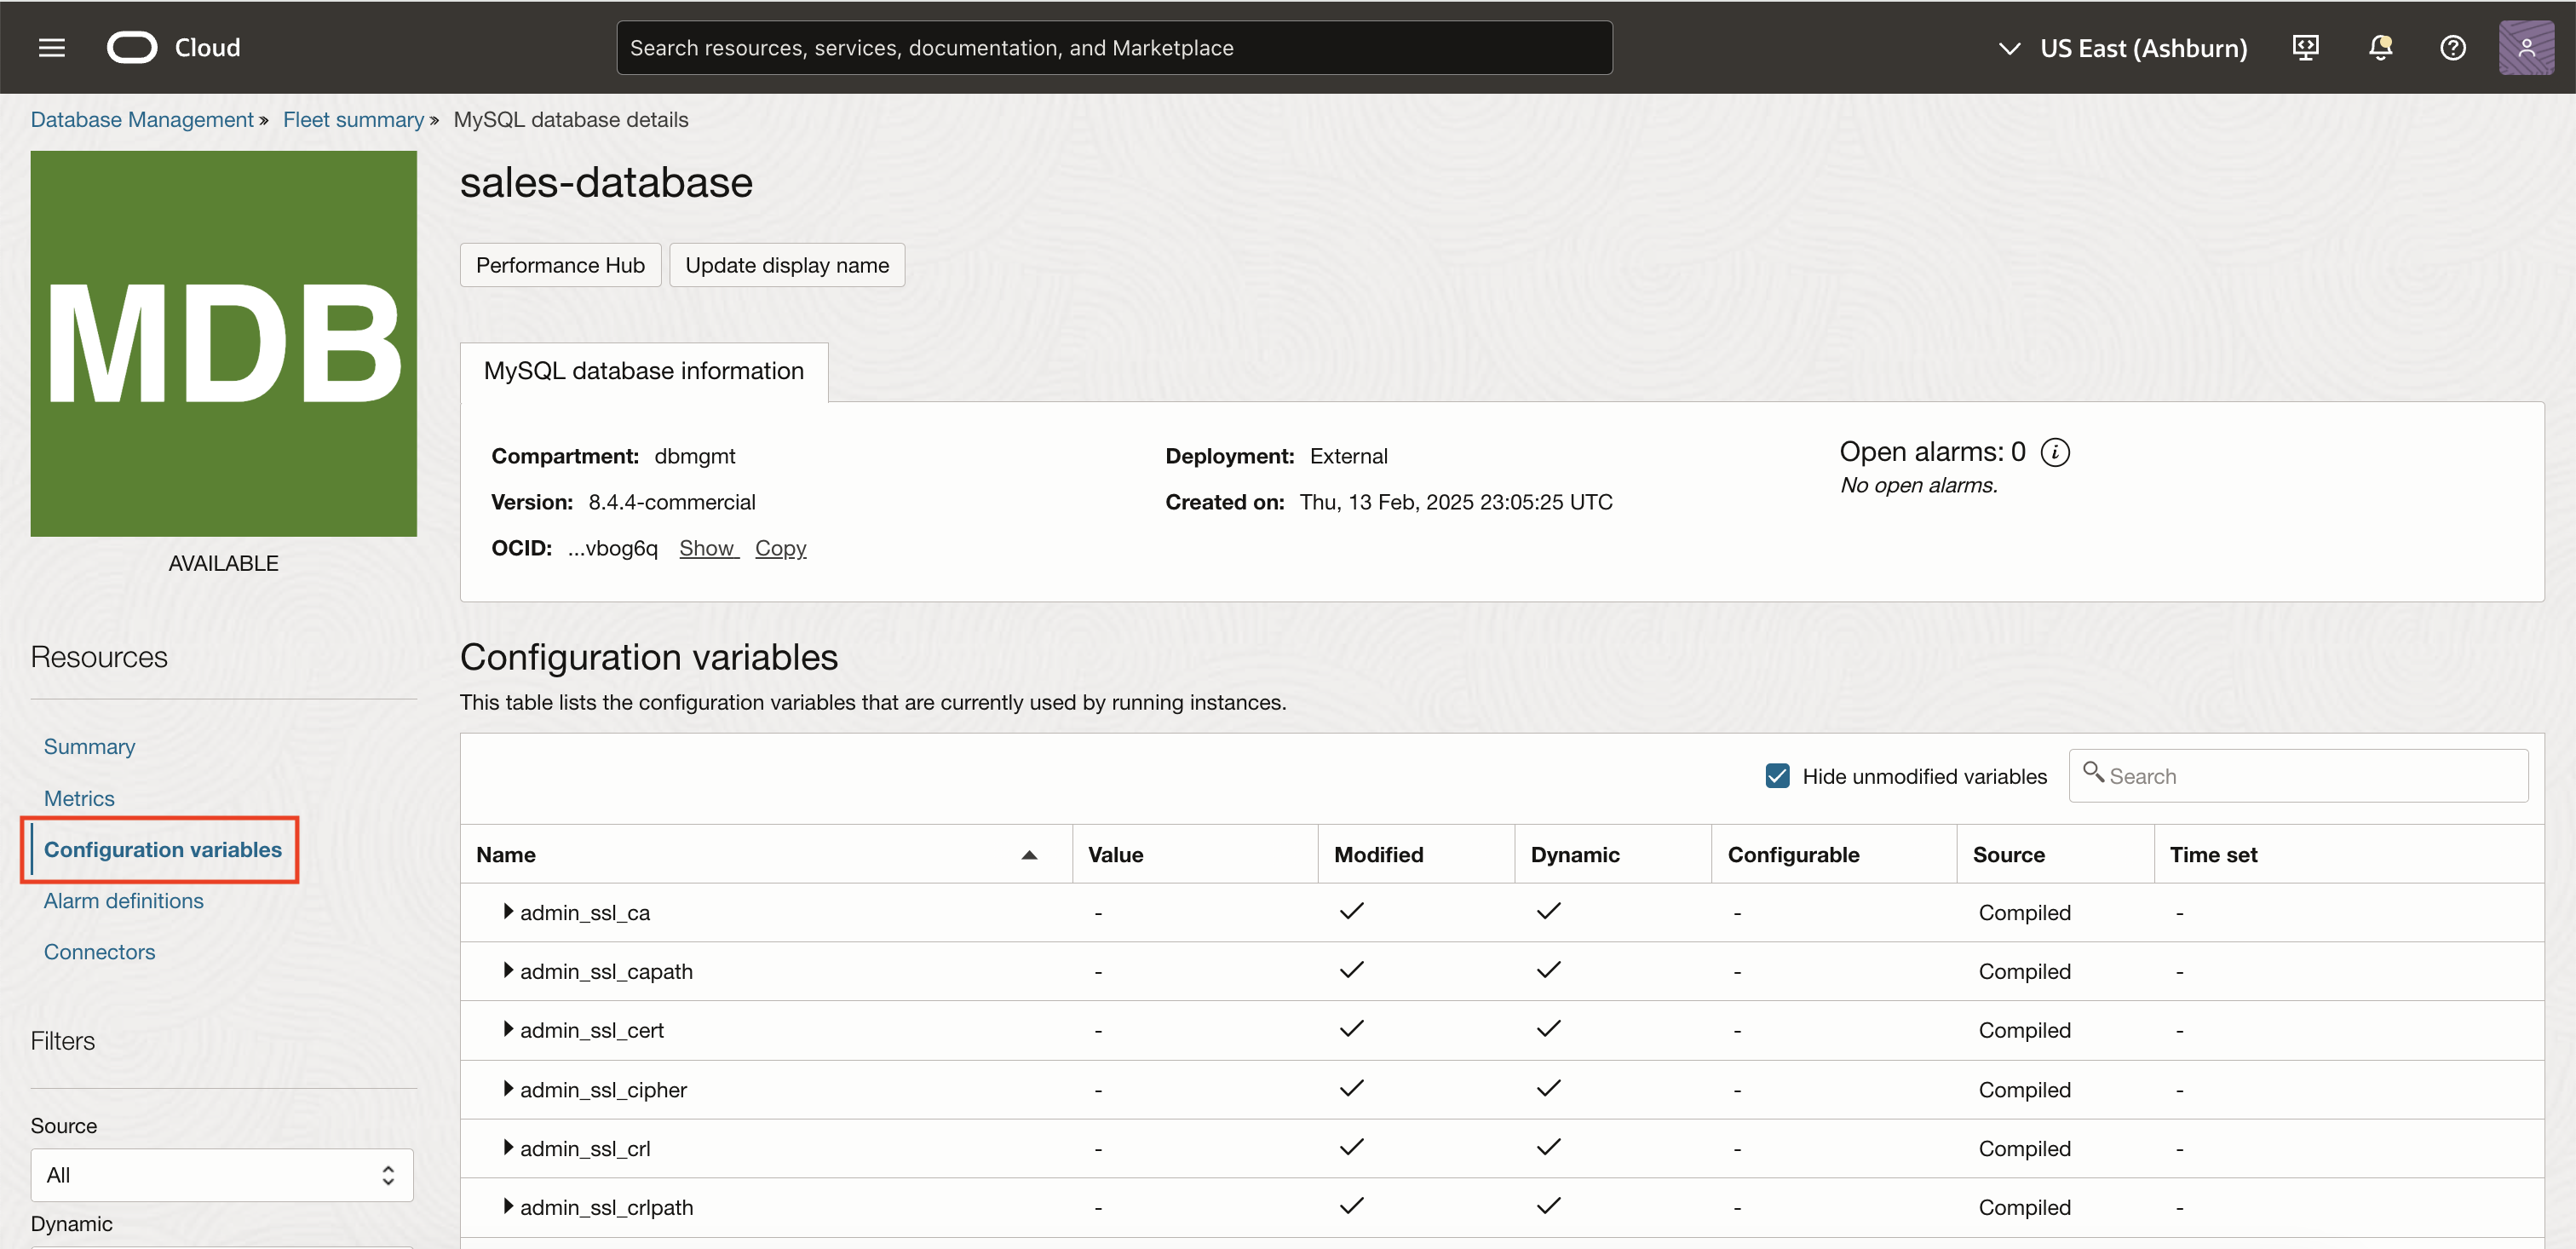 Cloud
Search resources, services, documentation, and Marketplace
US East (Ashburn)
Database Management » Fleet summary » MySQL database details
MDB
AVAILABLE
sales-database
Performance Hub
Update display name
MySQL database information
Compartment: dbmgmt
Version: 8.4.4-commercial
OCID: ...vbog6q Show Copy
Deployment: External
Created on: Thu, 13 Feb, 2025 23:05:25 UTC
Open alarms: 0
No open alarms.
Resources
Summary
Metrics
Configuration variables
Alarm definitions
Connectors
Filters
Source
All
Dynamic
Configuration variables
This table lists the configuration variables that are currently used by running instances.
Hide unmodified variables
Search
Name Value Modified Dynamic Configurable Source Time set
admin_ssl_ca - - Compiled -
admin_ssl_capath - - Compiled -
admin_ssl_cert - - Compiled -
admin_ssl_cipher - - Compiled -
admin_ssl_crl - - Compiled -
admin_ssl_crlpath - - Compiled -